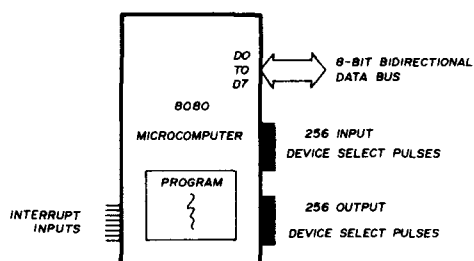 D0
TO
D7
8-BIT BIDIRECTIONAL
DATA BUS
8080
MICROCOMPUTER
256 INPUT
DEVICE SELECT PULSES
PROGRAM
INTERRUPT
INPUTS
256 OUTPUT
DEVICE SELECT PULSES